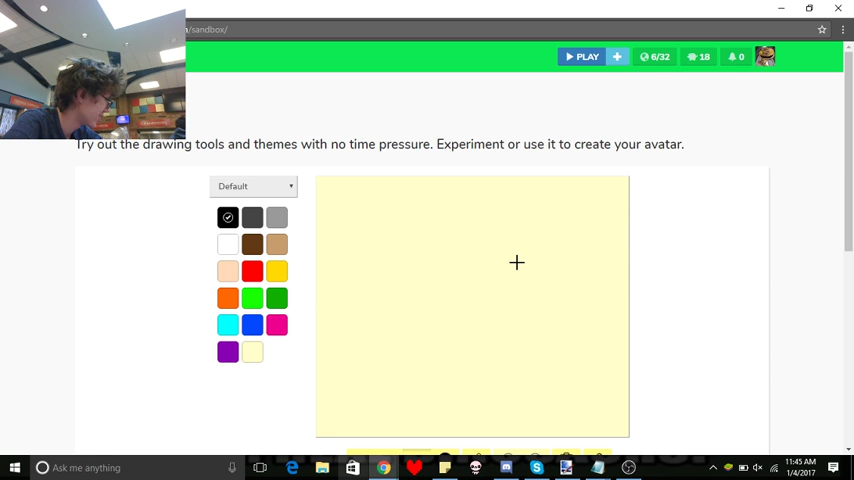 /sandbox/
PLAY + 6/32 18 0
Try out the drawing tools and themes with no time pressure. Experiment or use it to create your avatar.
Default
Ask me anything
11:45 AM
1/4/2017